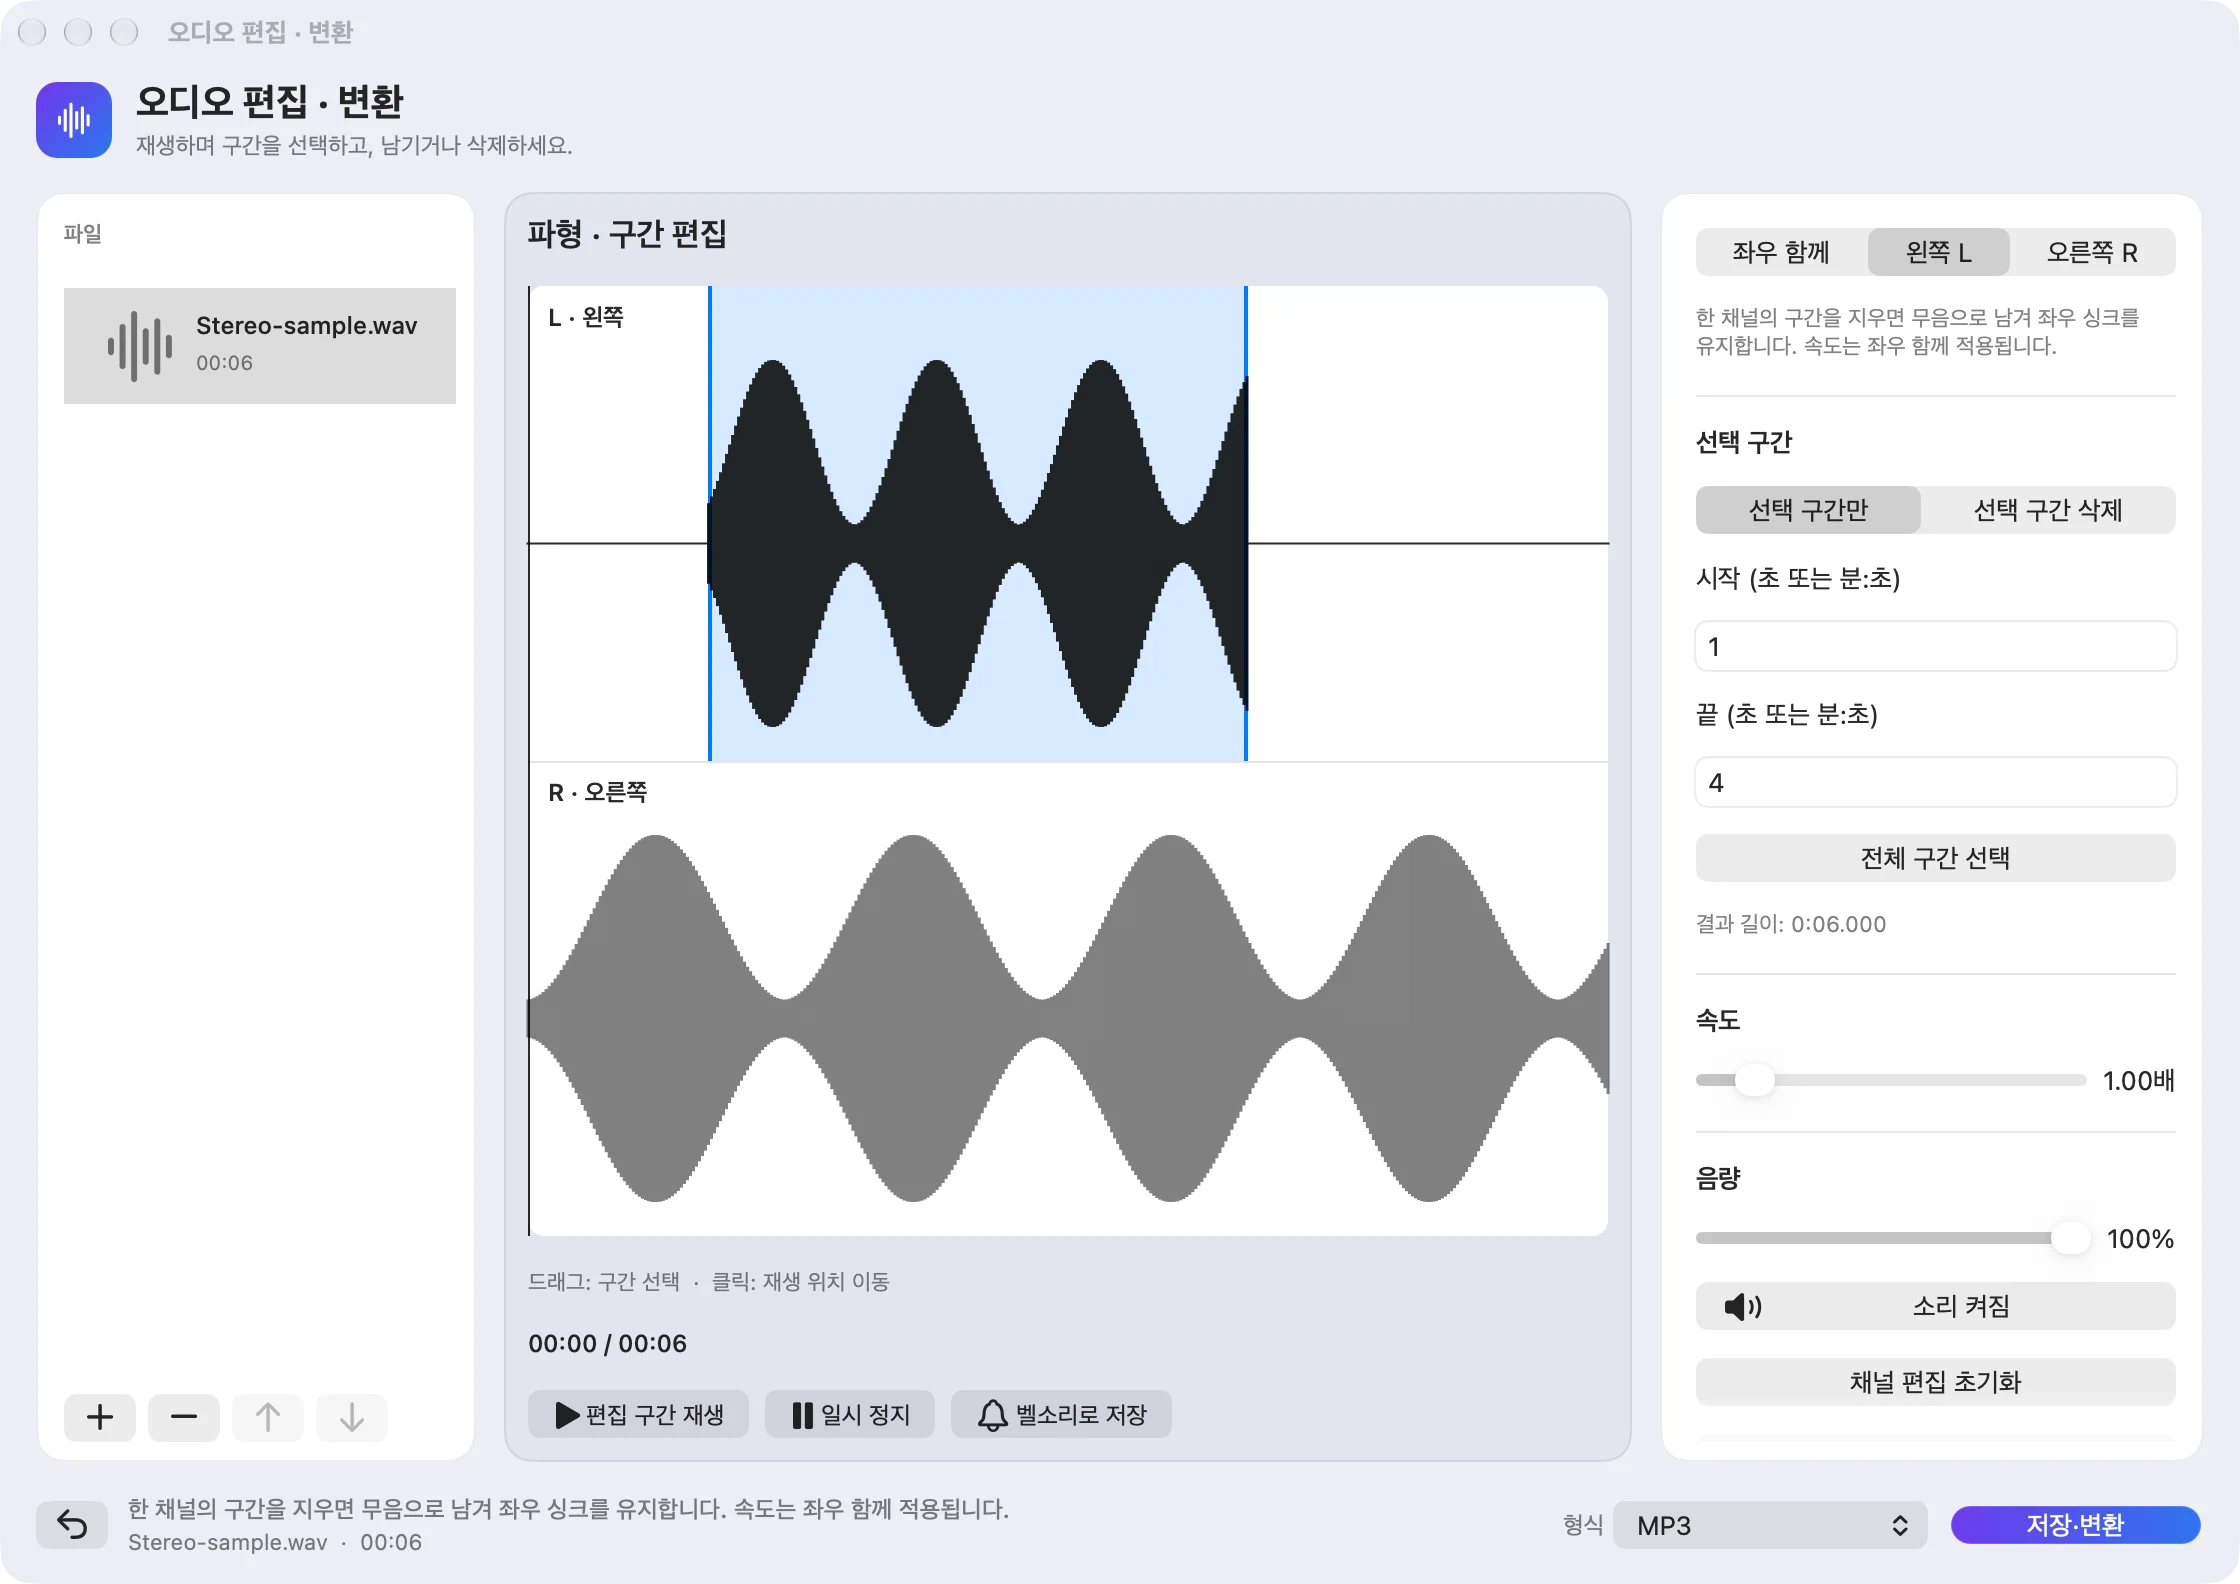 오디오 편집 · 변환
오디오 편집 · 변환
재생하며 구간을 선택하고, 남기거나 삭제하세요.
파일
Stereo-sample.wav
00:06
파형 · 구간 편집
L · 왼쪽
R · 오른쪽
드래그: 구간 선택 · 클릭: 재생 위치 이동
00:00 / 00:06
편집 구간 재생 일시 정지 벨소리로 저장
좌우 함께 왼쪽 L 오른쪽 R
한 채널의 구간을 지우면 무음으로 남겨 좌우 싱크를
유지합니다. 속도는 좌우 함께 적용됩니다.
선택 구간
선택 구간만 선택 구간 삭제
시작 (초 또는 분:초)
1
끝 (초 또는 분:초)
4
전체 구간 선택
결과 길이: 0:06.000
속도
1.00배
음량
100%
소리 켜짐
채널 편집 초기화
한 채널의 구간을 지우면 무음으로 남겨 좌우 싱크를 유지합니다. 속도는 좌우 함께 적용됩니다.
Stereo-sample.wav · 00:06
형식 MP3 저장·변환